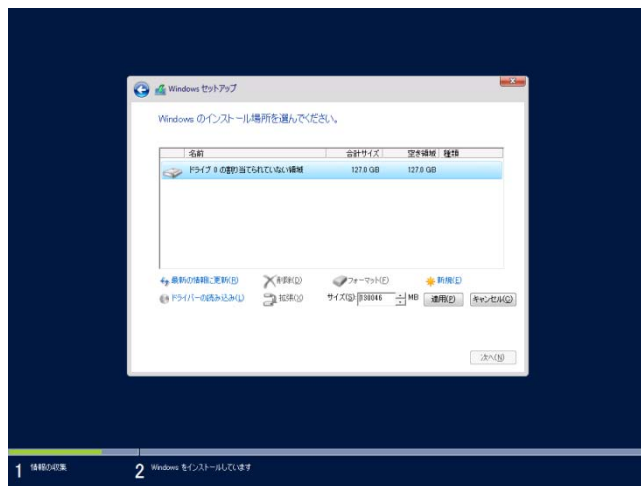 Windows セットアップ
Windows のインストール場所を選んでください。
名前 合計サイズ 空き領域 種類
ドライブ 0 の割り当てられていない領域 127.0 GB 127.0 GB
最新の情報に更新(R) 削除(D) フォーマット(F) 新規(E)
ドライバーの読み込み(L) 拡張(X) サイズ(S): 130046 MB 適用(P) キャンセル(C)
次へ(N)
1 情報の収集 2 Windows をインストールしています